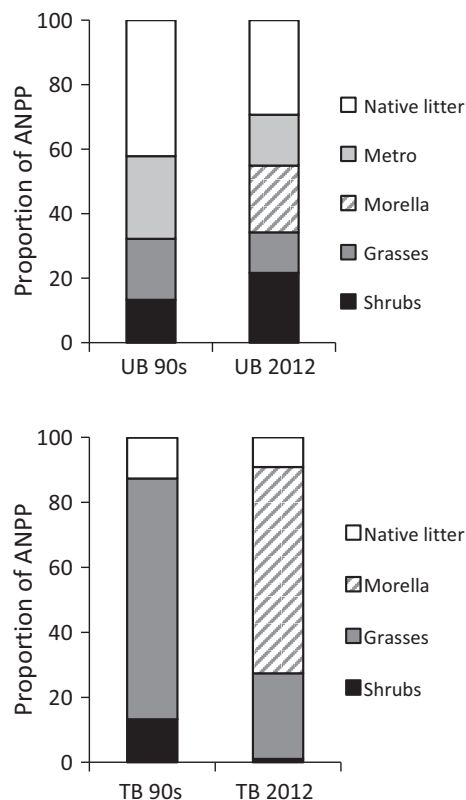 100
80
60
40
20
0
Proportion of ANPP
UB 90s
UB 2012
Native litter
Metro
Morella
Grasses
Shrubs
100
80
60
40
20
0
Proportion of ANPP
TB 90s
TB 2012
Native litter
Morella
Grasses
Shrubs